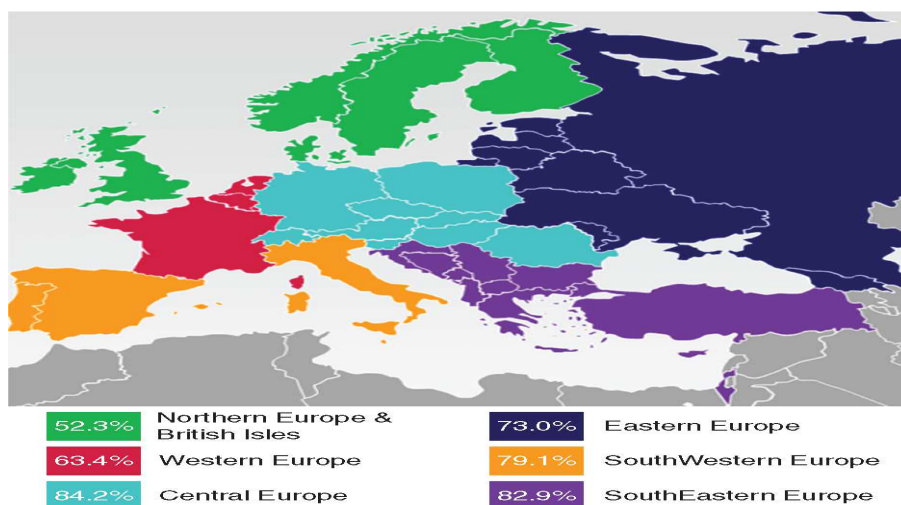 52.3% Northern Europe &
British Isles
73.0% Eastern Europe
63.4% Western Europe
79.1% SouthWestern Europe
84.2% Central Europe
82.9% SouthEastern Europe